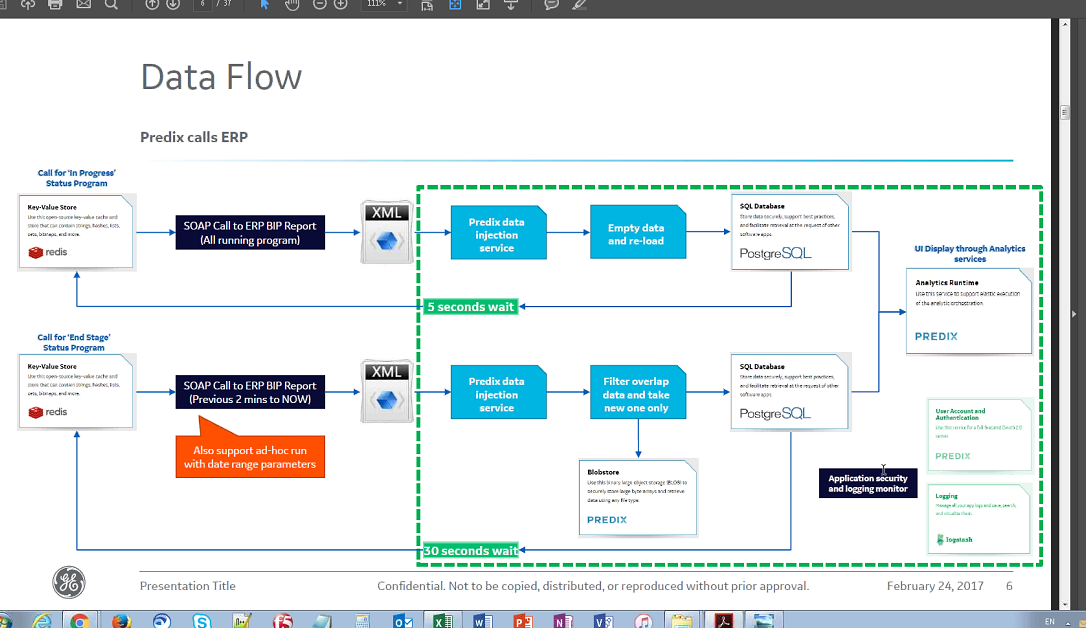 6 / 37
111%
Data Flow
Predix calls ERP
Call for 'In Progress'
Status Program
Key-Value Store
Use this open-source key-value cache and
store that can contain strings, hashes, lists,
sets, bitmaps, and more.
redis
SOAP Call to ERP BIP Report
(All running program)
XML
Predix data
injection
service
Empty data
and re-load
SQL Database
Store data securely, support best practices,
and facilitate retrieval at the request of other
software apps.
PostgreSQL
UI Display through Analytics
services
Analytics Runtime
Use this service to support elastic execution
of the analytic orchestration.
PREDIX
5 seconds wait
Call for 'End Stage'
Status Program
Key-Value Store
Use this open-source key-value cache and
store that can contain strings, hashes, lists,
sets, bitmaps, and more.
redis
SOAP Call to ERP BIP Report
(Previous 2 mins to NOW)
Also support ad-hoc run
with date range parameters
XML
Predix data
injection
service
Filter overlap
data and take
new one only
SQL Database
Store data securely, support best practices,
and facilitate retrieval at the request of other
software apps.
PostgreSQL
Blobstore
Use this binary large object storage (BLOB) to
securely store large byte arrays and retrieve
data using any file type.
PREDIX
Application security
and logging monitor
User Account and
Authentication
Use this service for a full-featured OAuth 2.0
server.
PREDIX
Logging
Manage all your app logs and save, search,
and visualize them.
logstash
30 seconds wait
Presentation Title
Confidential. Not to be copied, distributed, or reproduced without prior approval.
February 24, 2017
6
EN